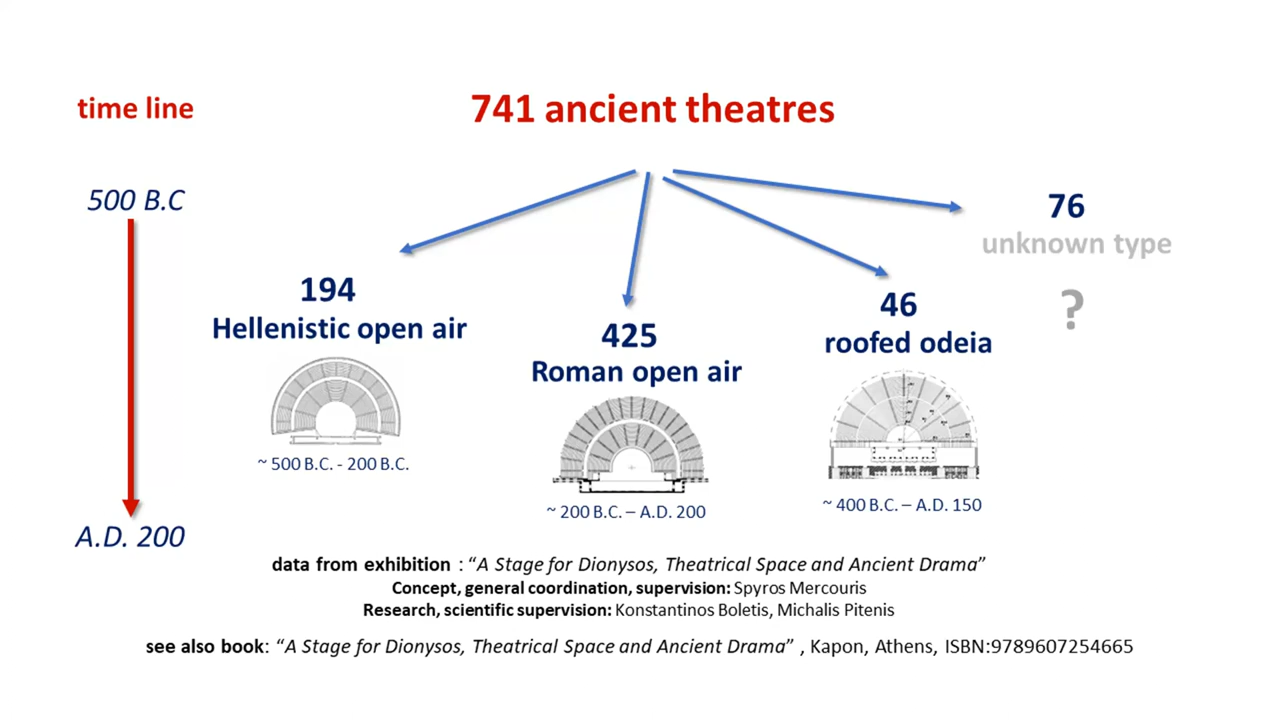 time line
741 ancient theatres
500 B.C
76
unknown type
?
194
Hellenistic open air
425
Roman open air
46
roofed odeia
~ 500 B.C. - 200 B.C.
~ 200 B.C. – A.D. 200
~ 400 B.C. – A.D. 150
A.D. 200
data from exhibition : “A Stage for Dionysos, Theatrical Space and Ancient Drama”
Concept, general coordination, supervision: Spyros Mercouris
Research, scientific supervision: Konstantinos Boletis, Michalis Pitenis
see also book: “A Stage for Dionysos, Theatrical Space and Ancient Drama” , Kapon, Athens, ISBN:9789607254665